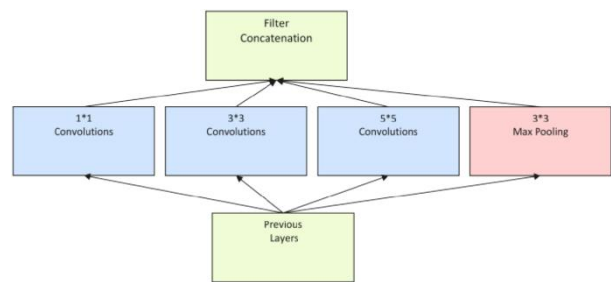 Filter
Concatenation
1*1
Convolutions
3*3
Convolutions
5*5
Convolutions
3*3
Max Pooling
Previous
Layers